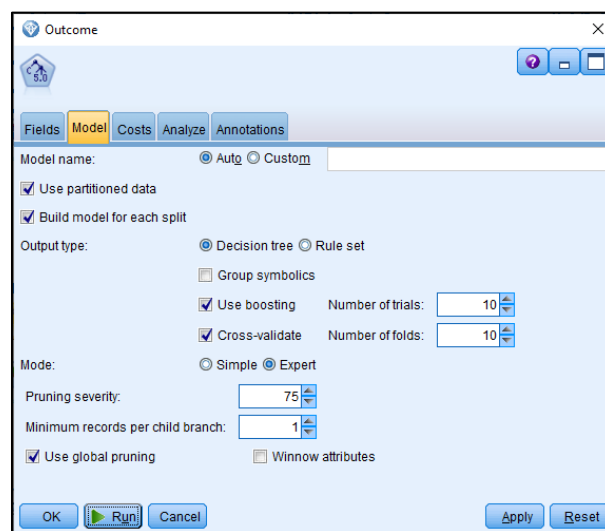 Outcome
C 5.0
Fields Model Costs Analyze Annotations
Model name: Auto Custom
Use partitioned data
Build model for each split
Output type: Decision tree Rule set
Group symbolics
Use boosting Number of trials: 10
Cross-validate Number of folds: 10
Mode: Simple Expert
Pruning severity: 75
Minimum records per child branch: 1
Use global pruning Winnow attributes
OK Run Cancel Apply Reset